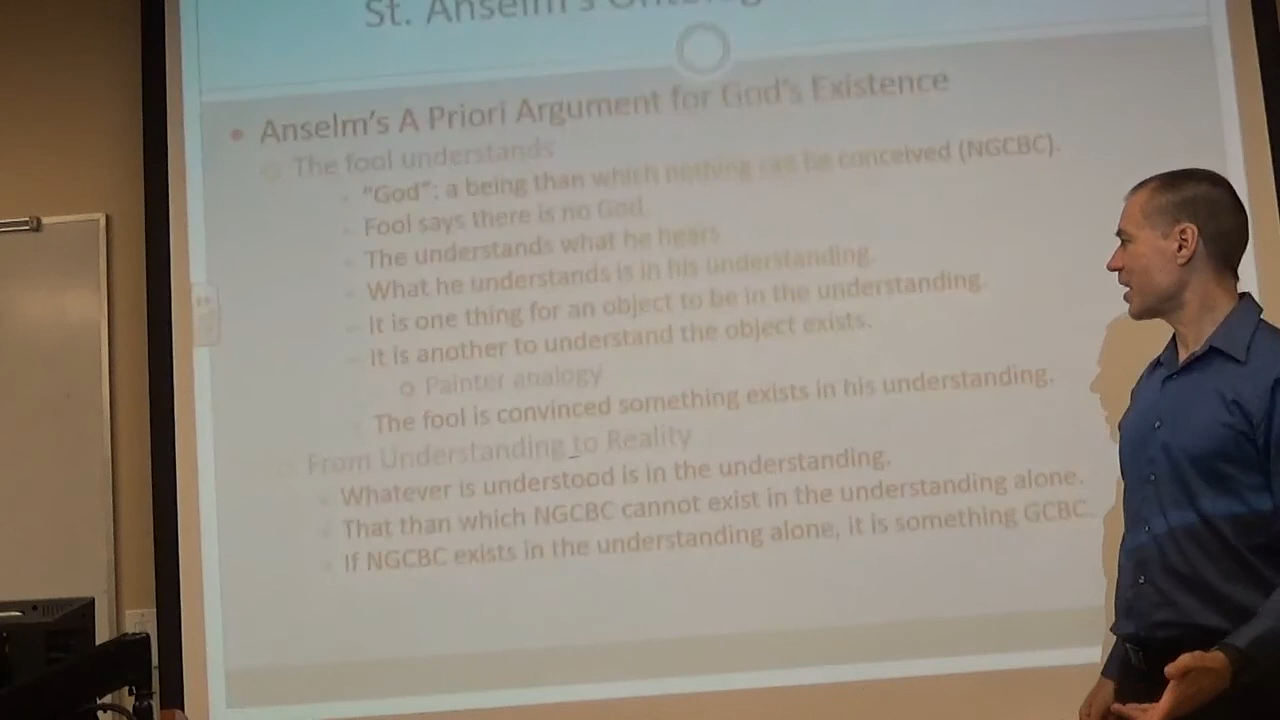 St. Anselm's Ontolog
Anselm's A Priori Argument for God's Existence
The fool understands
"God": a being than which nothing can be conceived (NGCBC).
Fool says there is no God.
The understands what he hears
What he understands is in his understanding.
It is one thing for an object to be in the understanding.
It is another to understand the object exists.
Painter analogy
The fool is convinced something exists in his understanding.
From Understanding to Reality
Whatever is understood is in the understanding.
That than which NGCBC cannot exist in the understanding alone.
If NGCBC exists in the understanding alone, it is something GCBC.